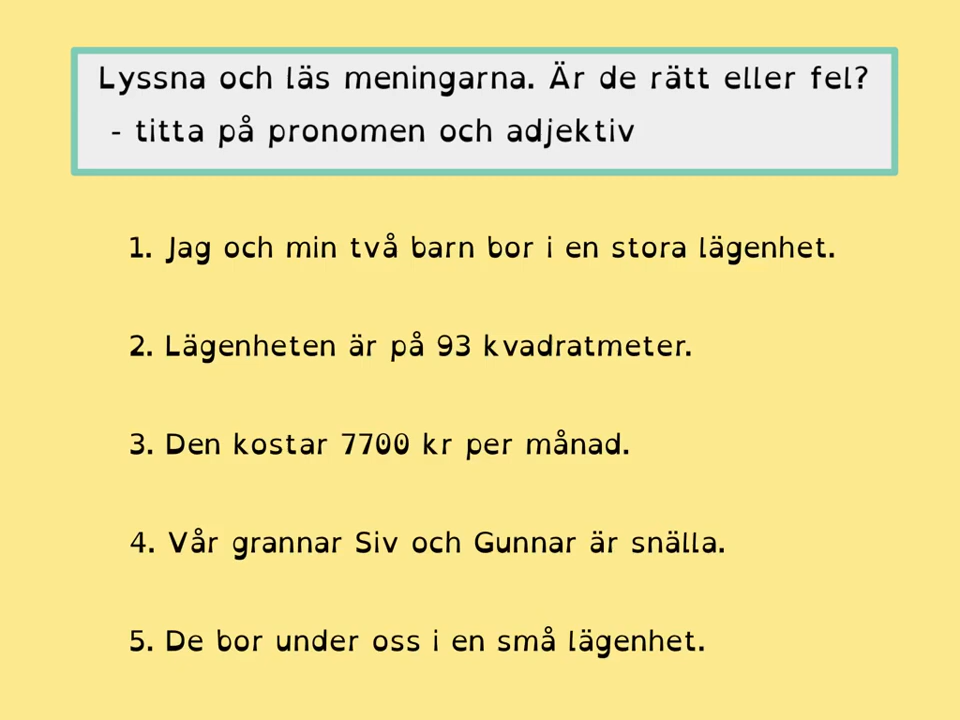 Lyssna och läs meningarna. Är de rätt eller fel?
- titta på pronomen och adjektiv
1. Jag och min två barn bor i en stora lägenhet.
2. Lägenheten är på 93 kvadratmeter.
3. Den kostar 7700 kr per månad.
4. Vår grannar Siv och Gunnar är snälla.
5. De bor under oss i en små lägenhet.